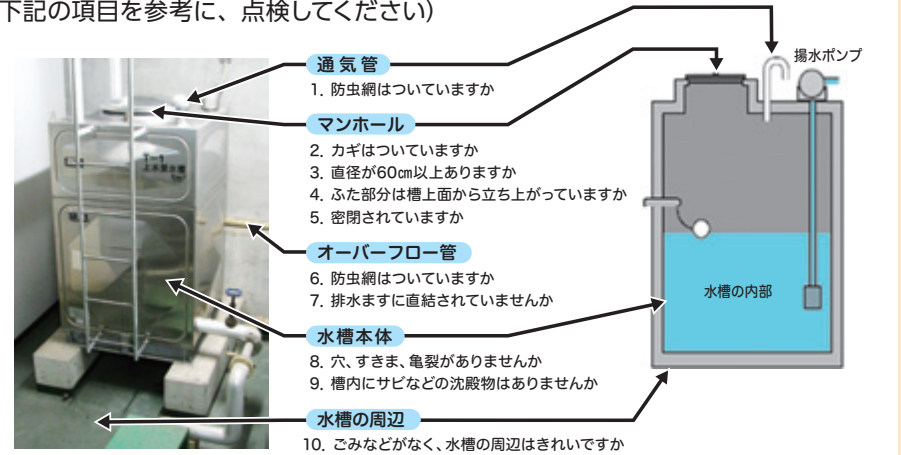 下記の項目を参考に、点検してください)
通気管
1. 防虫網はついていますか
マンホール
2. カギはついていますか
3. 直径が60㎝以上ありますか
4. ふた部分は槽上面から立ち上がっていますか
5. 密閉されていますか
オーバーフロー管
6. 防虫網はついていますか
7. 排水ますに直結されていませんか
水槽本体
8. 穴、すきま、亀裂がありませんか
9. 槽内にサビなどの沈殿物はありませんか
水槽の周辺
10. ごみなどがなく、水槽の周辺はきれいですか
揚水ポンプ
水槽の内部